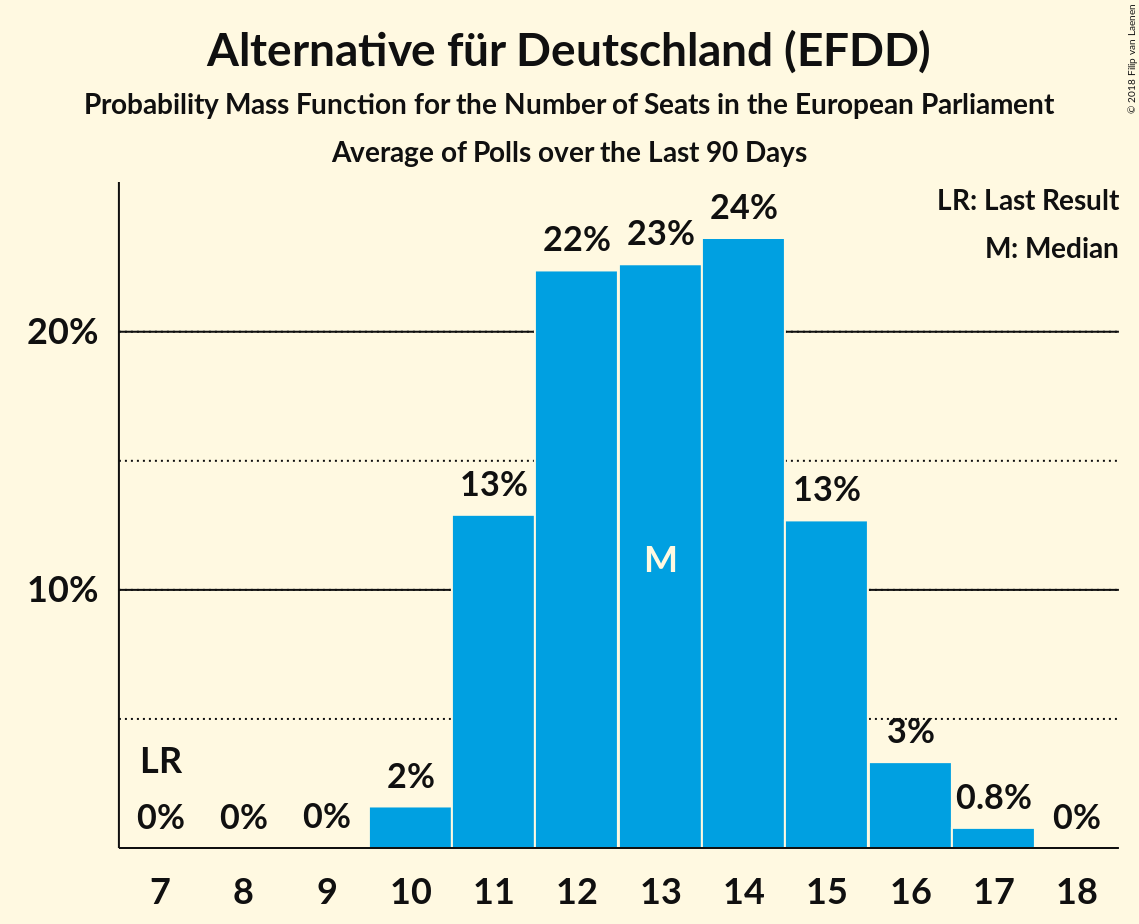 Alternative für Deutschland (EFDD)
Probability Mass Function for the Number of Seats in the European Parliament
Average of Polls over the Last 90 Days
© 2018 Filip van Laenen
LR: Last Result
M: Median
24%
23%
22%
20%
13%
13%
M
10%
3%
LR
2%
0.8%
0%
0%
0%
0%
7 8 9 10 11 12 13 14 15 16 17 18